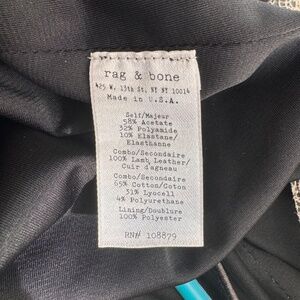 rag & bone
425 W. 13th St. NY NY 10014
Made in U.S.A.
Self/Majeur
58% Acetate
32% Polyamide
10% Elastane/
Elasthanne
Combo/Secondaire
100% Lamb Leather/
Cuir d'agneau
Combo/Secondaire
65% Cotton/Coton
31% Lyocell
4% Polyurethane
Lining/Doublure
100% Polyester
RN# 108879